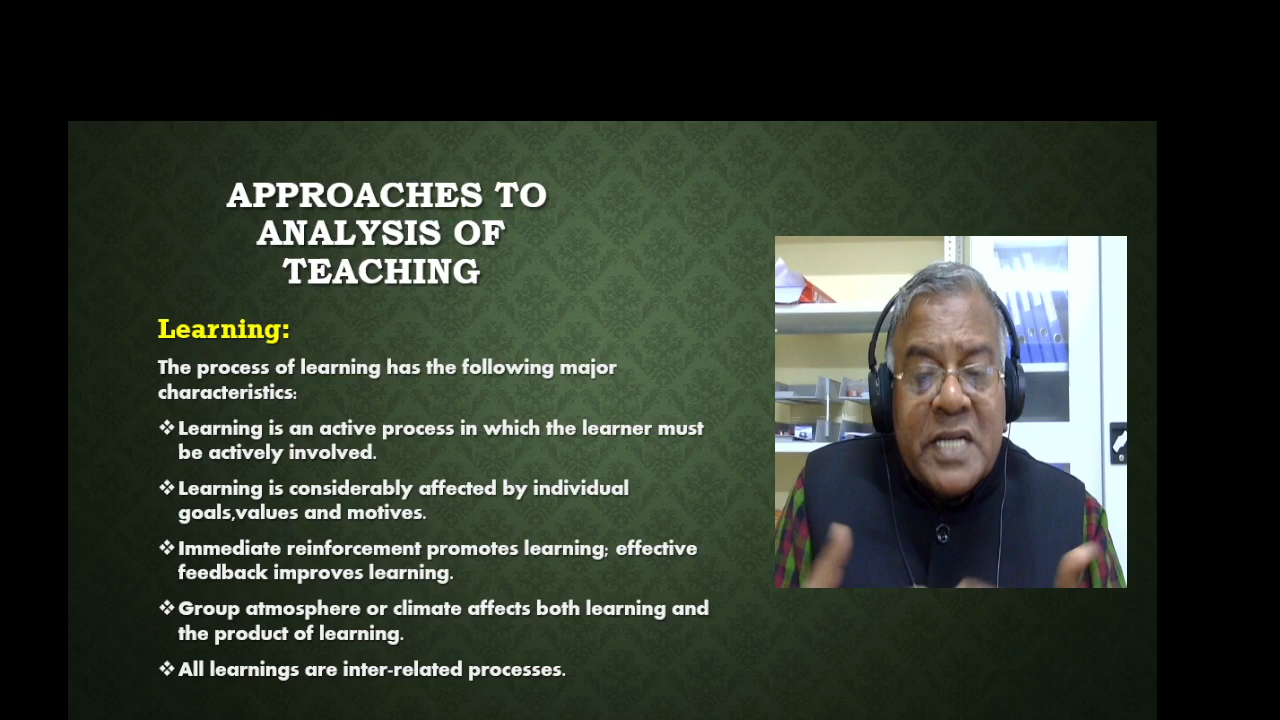 APPROACHES TO
ANALYSIS OF
TEACHING
Learning:
The process of learning has the following major
characteristics:
❖Learning is an active process in which the learner must
be actively involved.
❖Learning is considerably affected by individual
goals,values and motives.
❖Immediate reinforcement promotes learning; effective
feedback improves learning.
❖Group atmosphere or climate affects both learning and
the product of learning.
❖All learnings are inter-related processes.